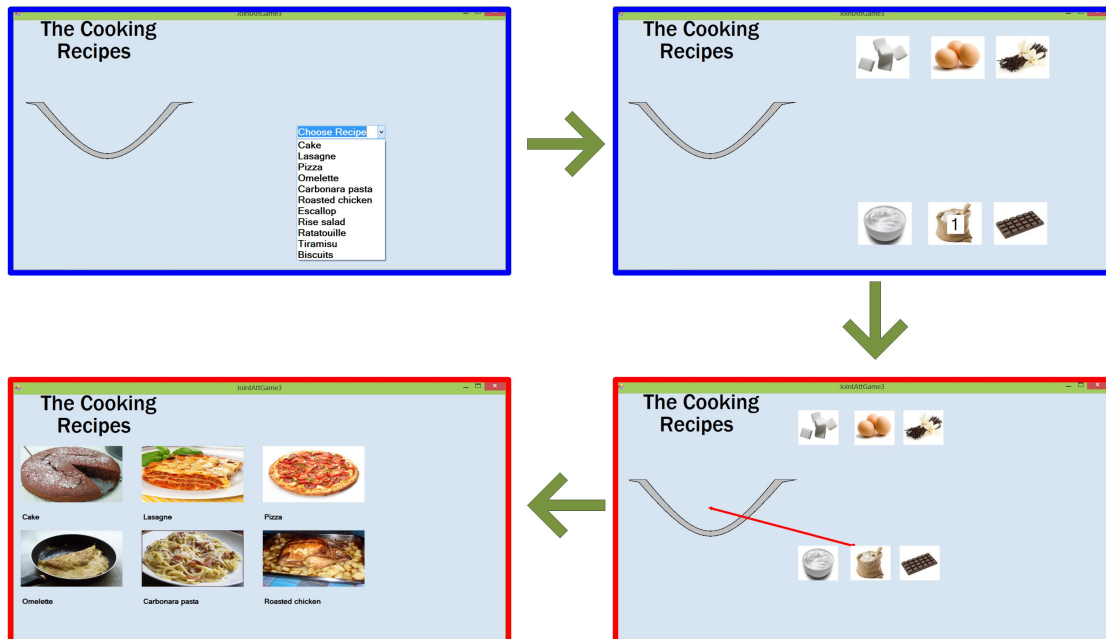 JointAttGame3
The Cooking
Recipes
Choose Recipe
Cake
Lasagne
Pizza
Omelette
Carbonara pasta
Roasted chicken
Escallop
Rise salad
Ratatouille
Tiramisu
Biscuits
JointAttGame3
The Cooking
Recipes
1
JointAttGame3
The Cooking
Recipes
Cake Lasagne Pizza
Omelette Carbonara pasta Roasted chicken
JointAttGame3
The Cooking
Recipes